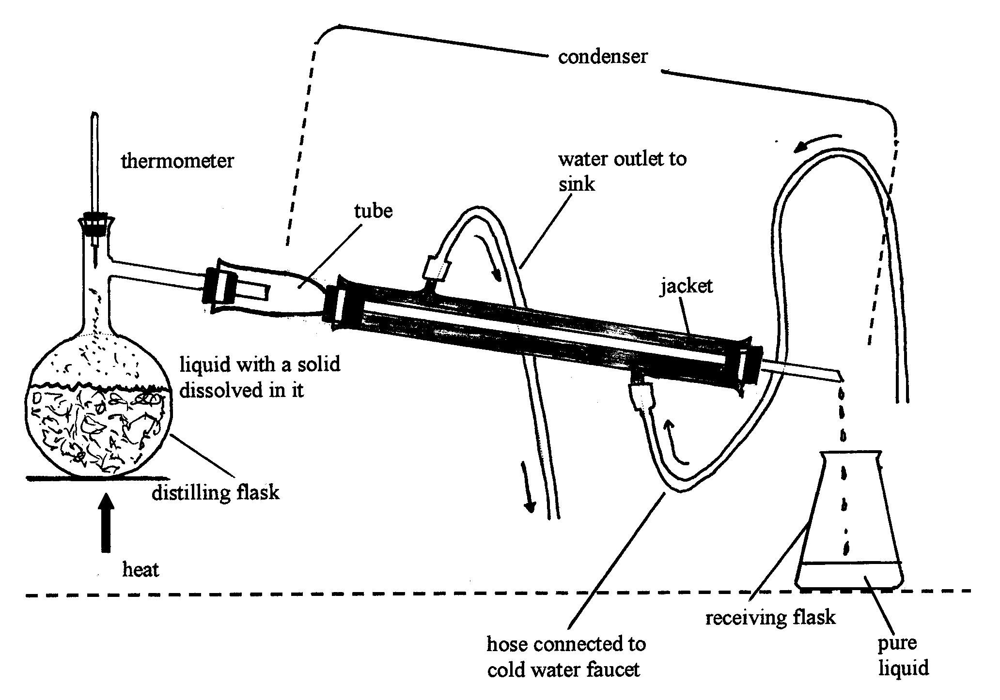 condenser
thermometer
water outlet to
sink
tube
jacket
liquid with a solid
dissolved in it
distilling flask
heat
receiving flask
hose connected to
cold water faucet
pure
liquid